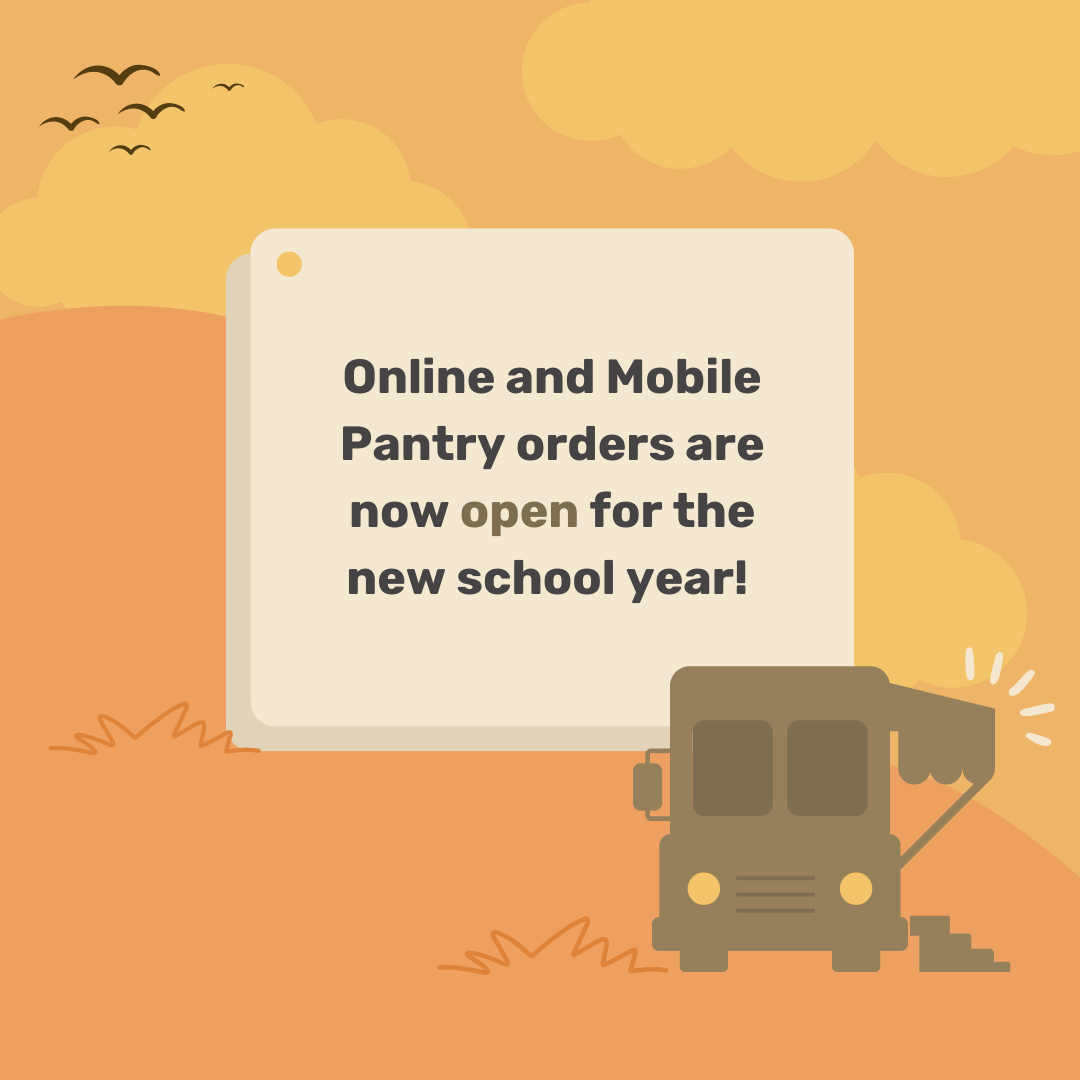 Online and Mobile
Pantry orders are
now open for the
new school year!